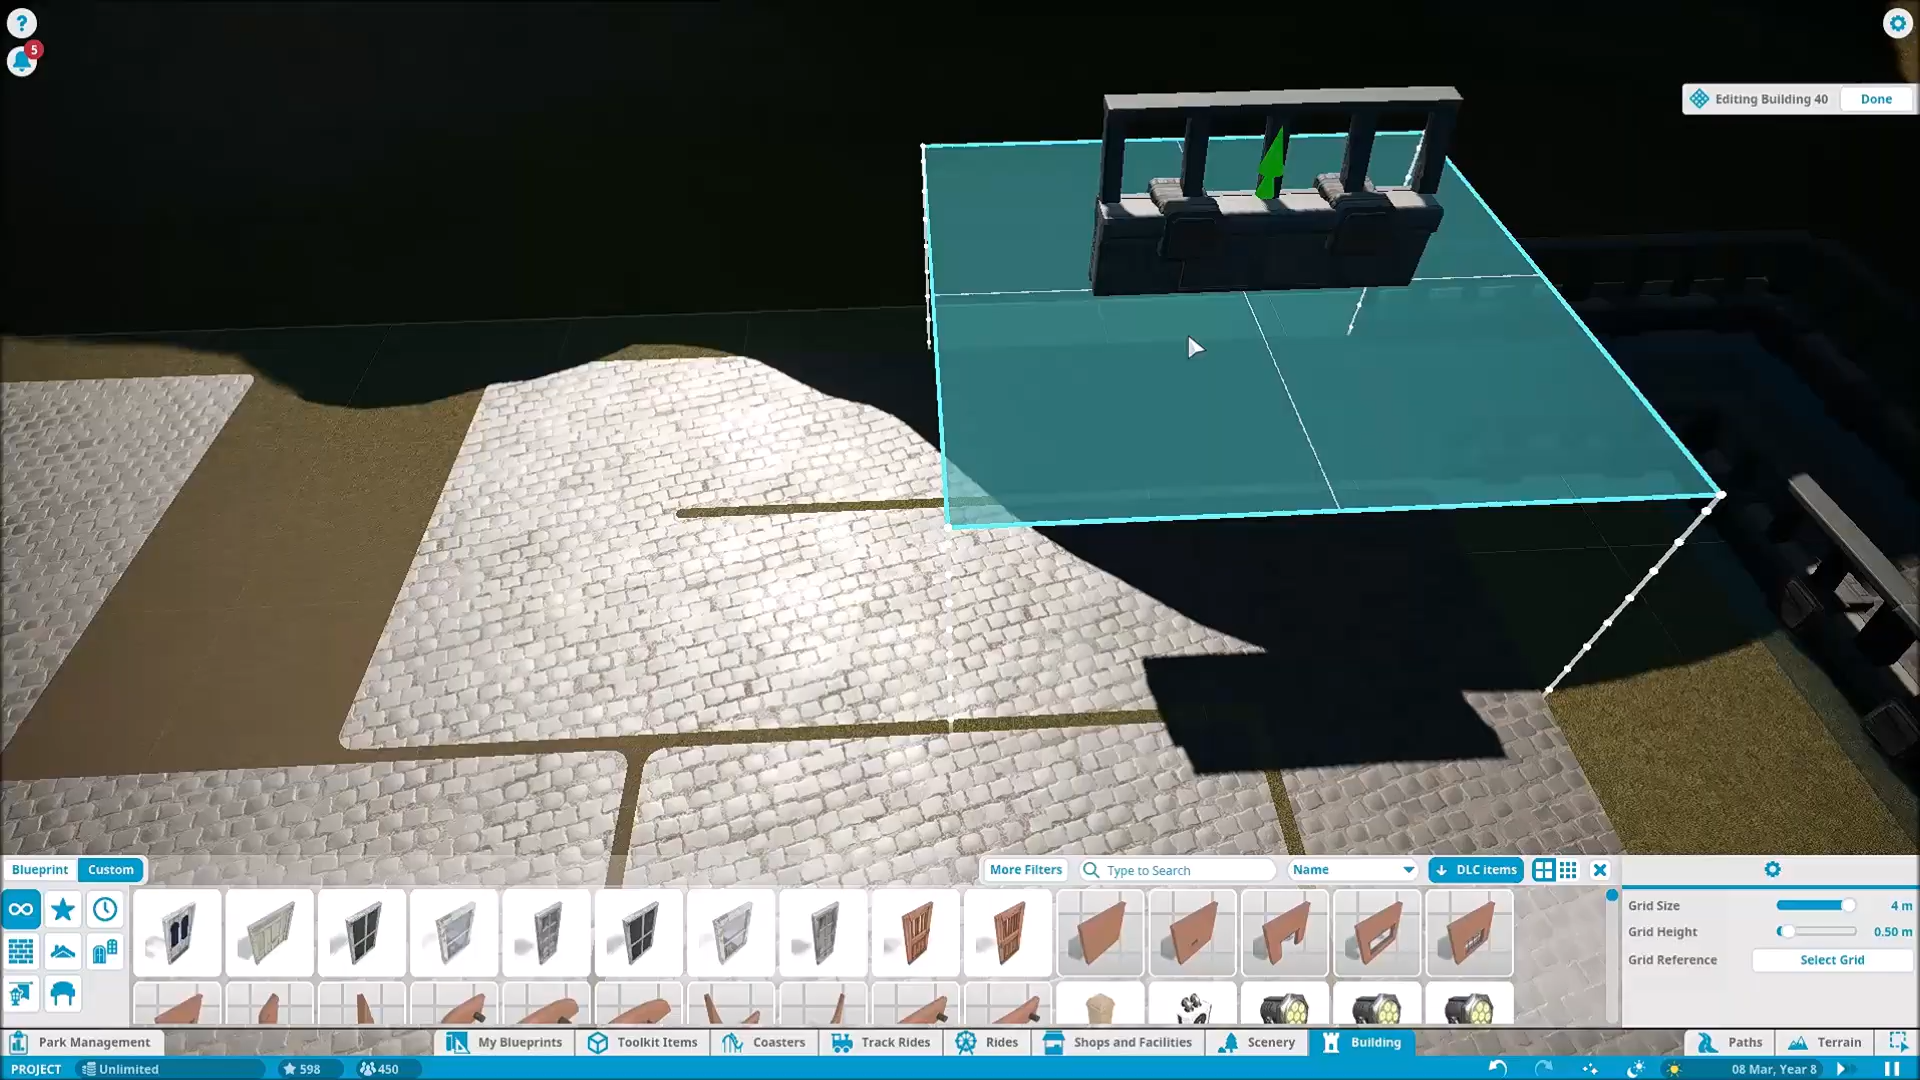 ?
5
Editing Building 40
Done
Blueprint
Custom
More Filters
Type to Search
Name
DLC items
Grid Size
4 m
Grid Height
0.50 m
Grid Reference
Select Grid
Park Management
My Blueprints
Toolkit Items
Coasters
Track Rides
Rides
Shops and Facilities
Scenery
Building
Paths
Terrain
PROJECT
Unlimited
598
450
08 Mar, Year 8